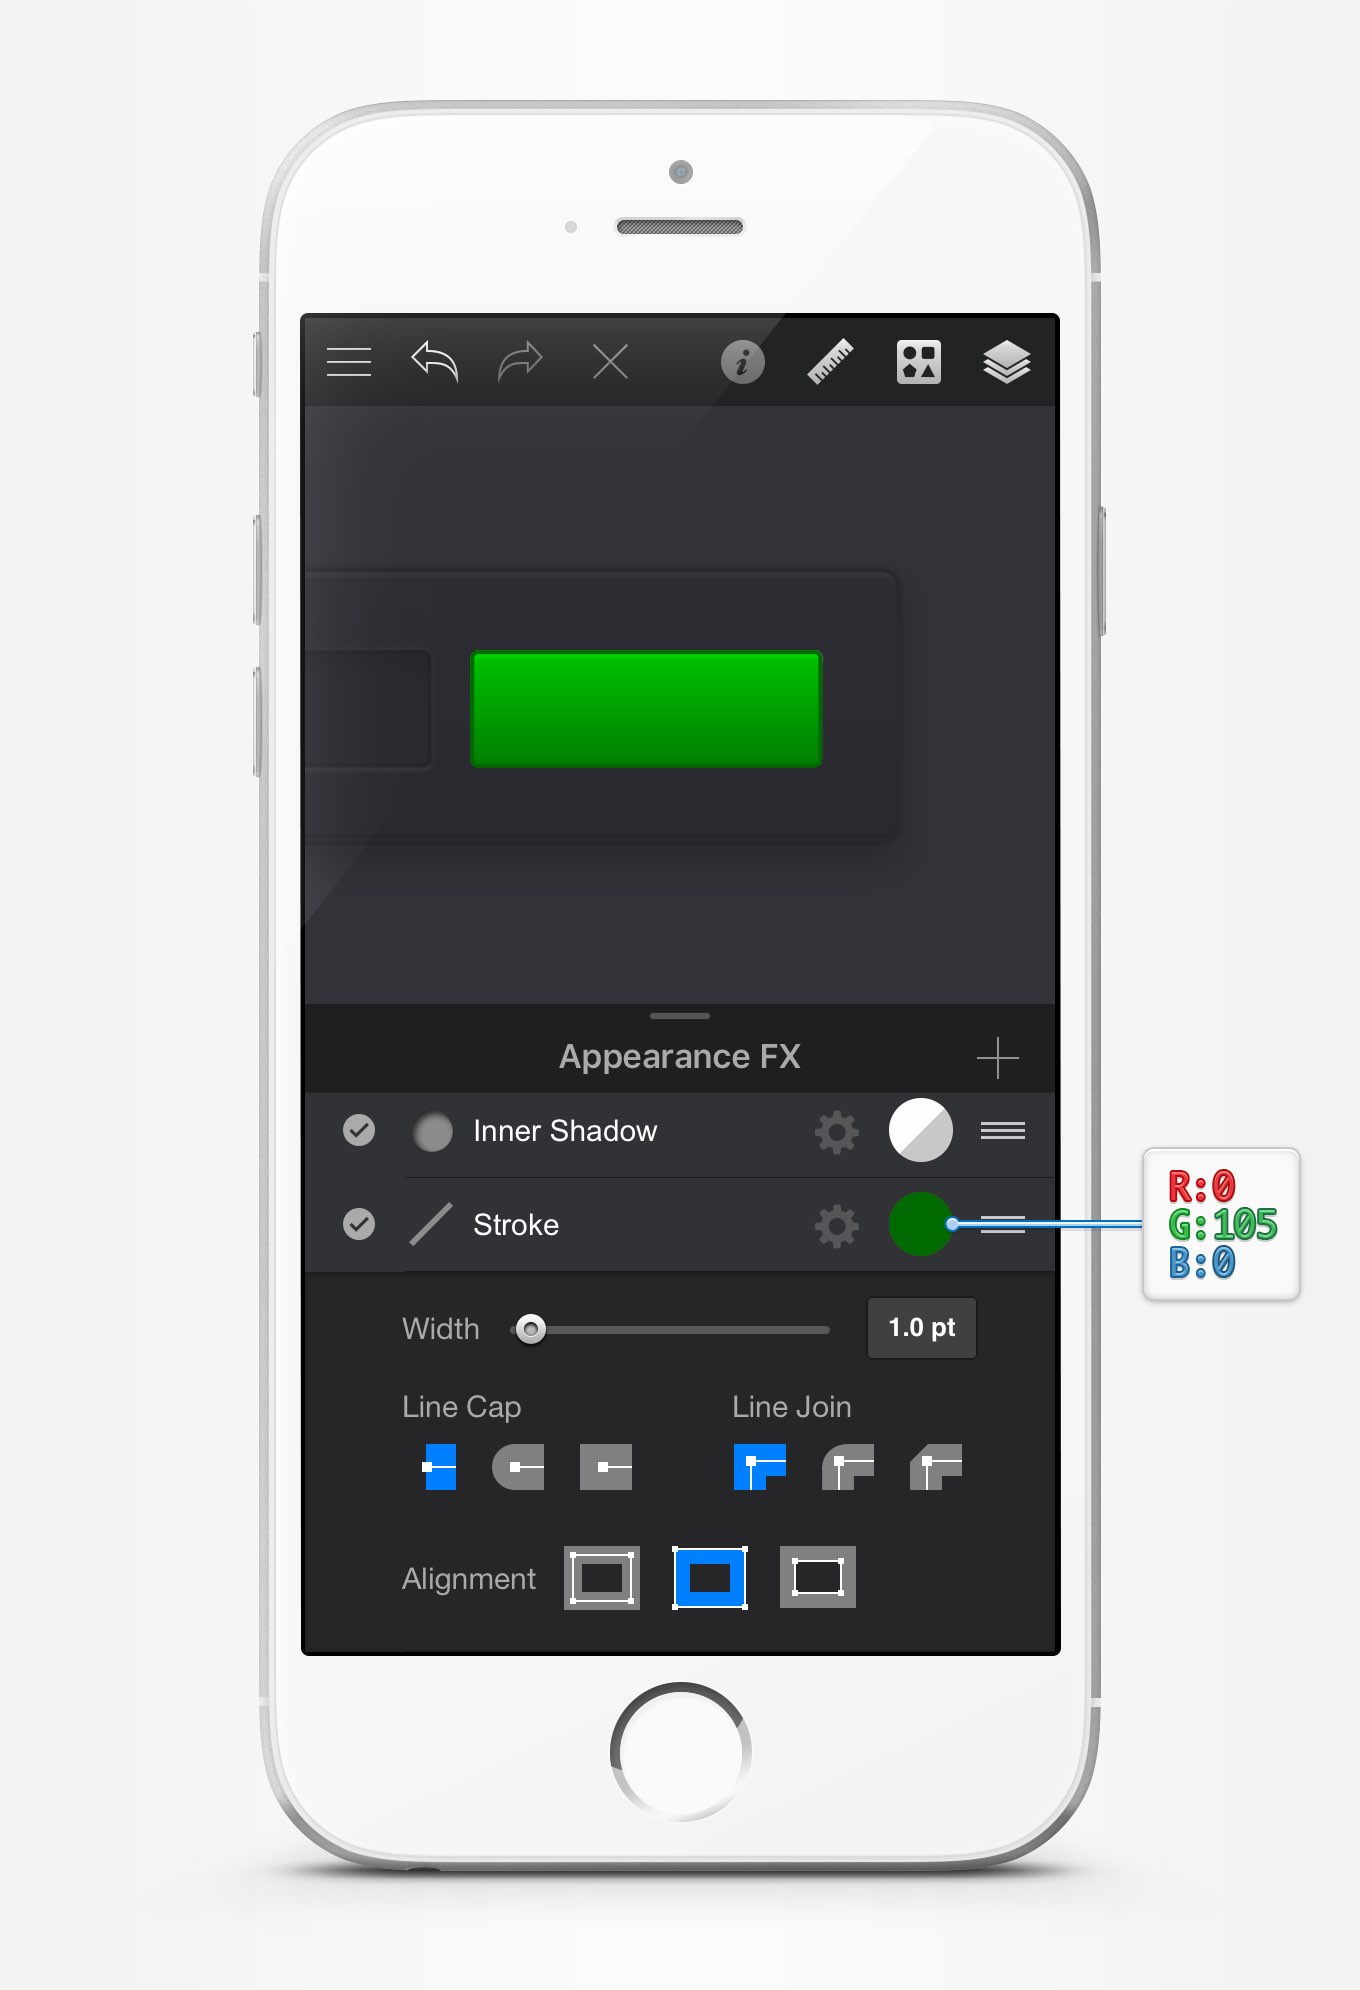 Appearance FX
Inner Shadow
Stroke
R:0
G:105
B:0
Width
1.0 pt
Line Cap
Line Join
Alignment